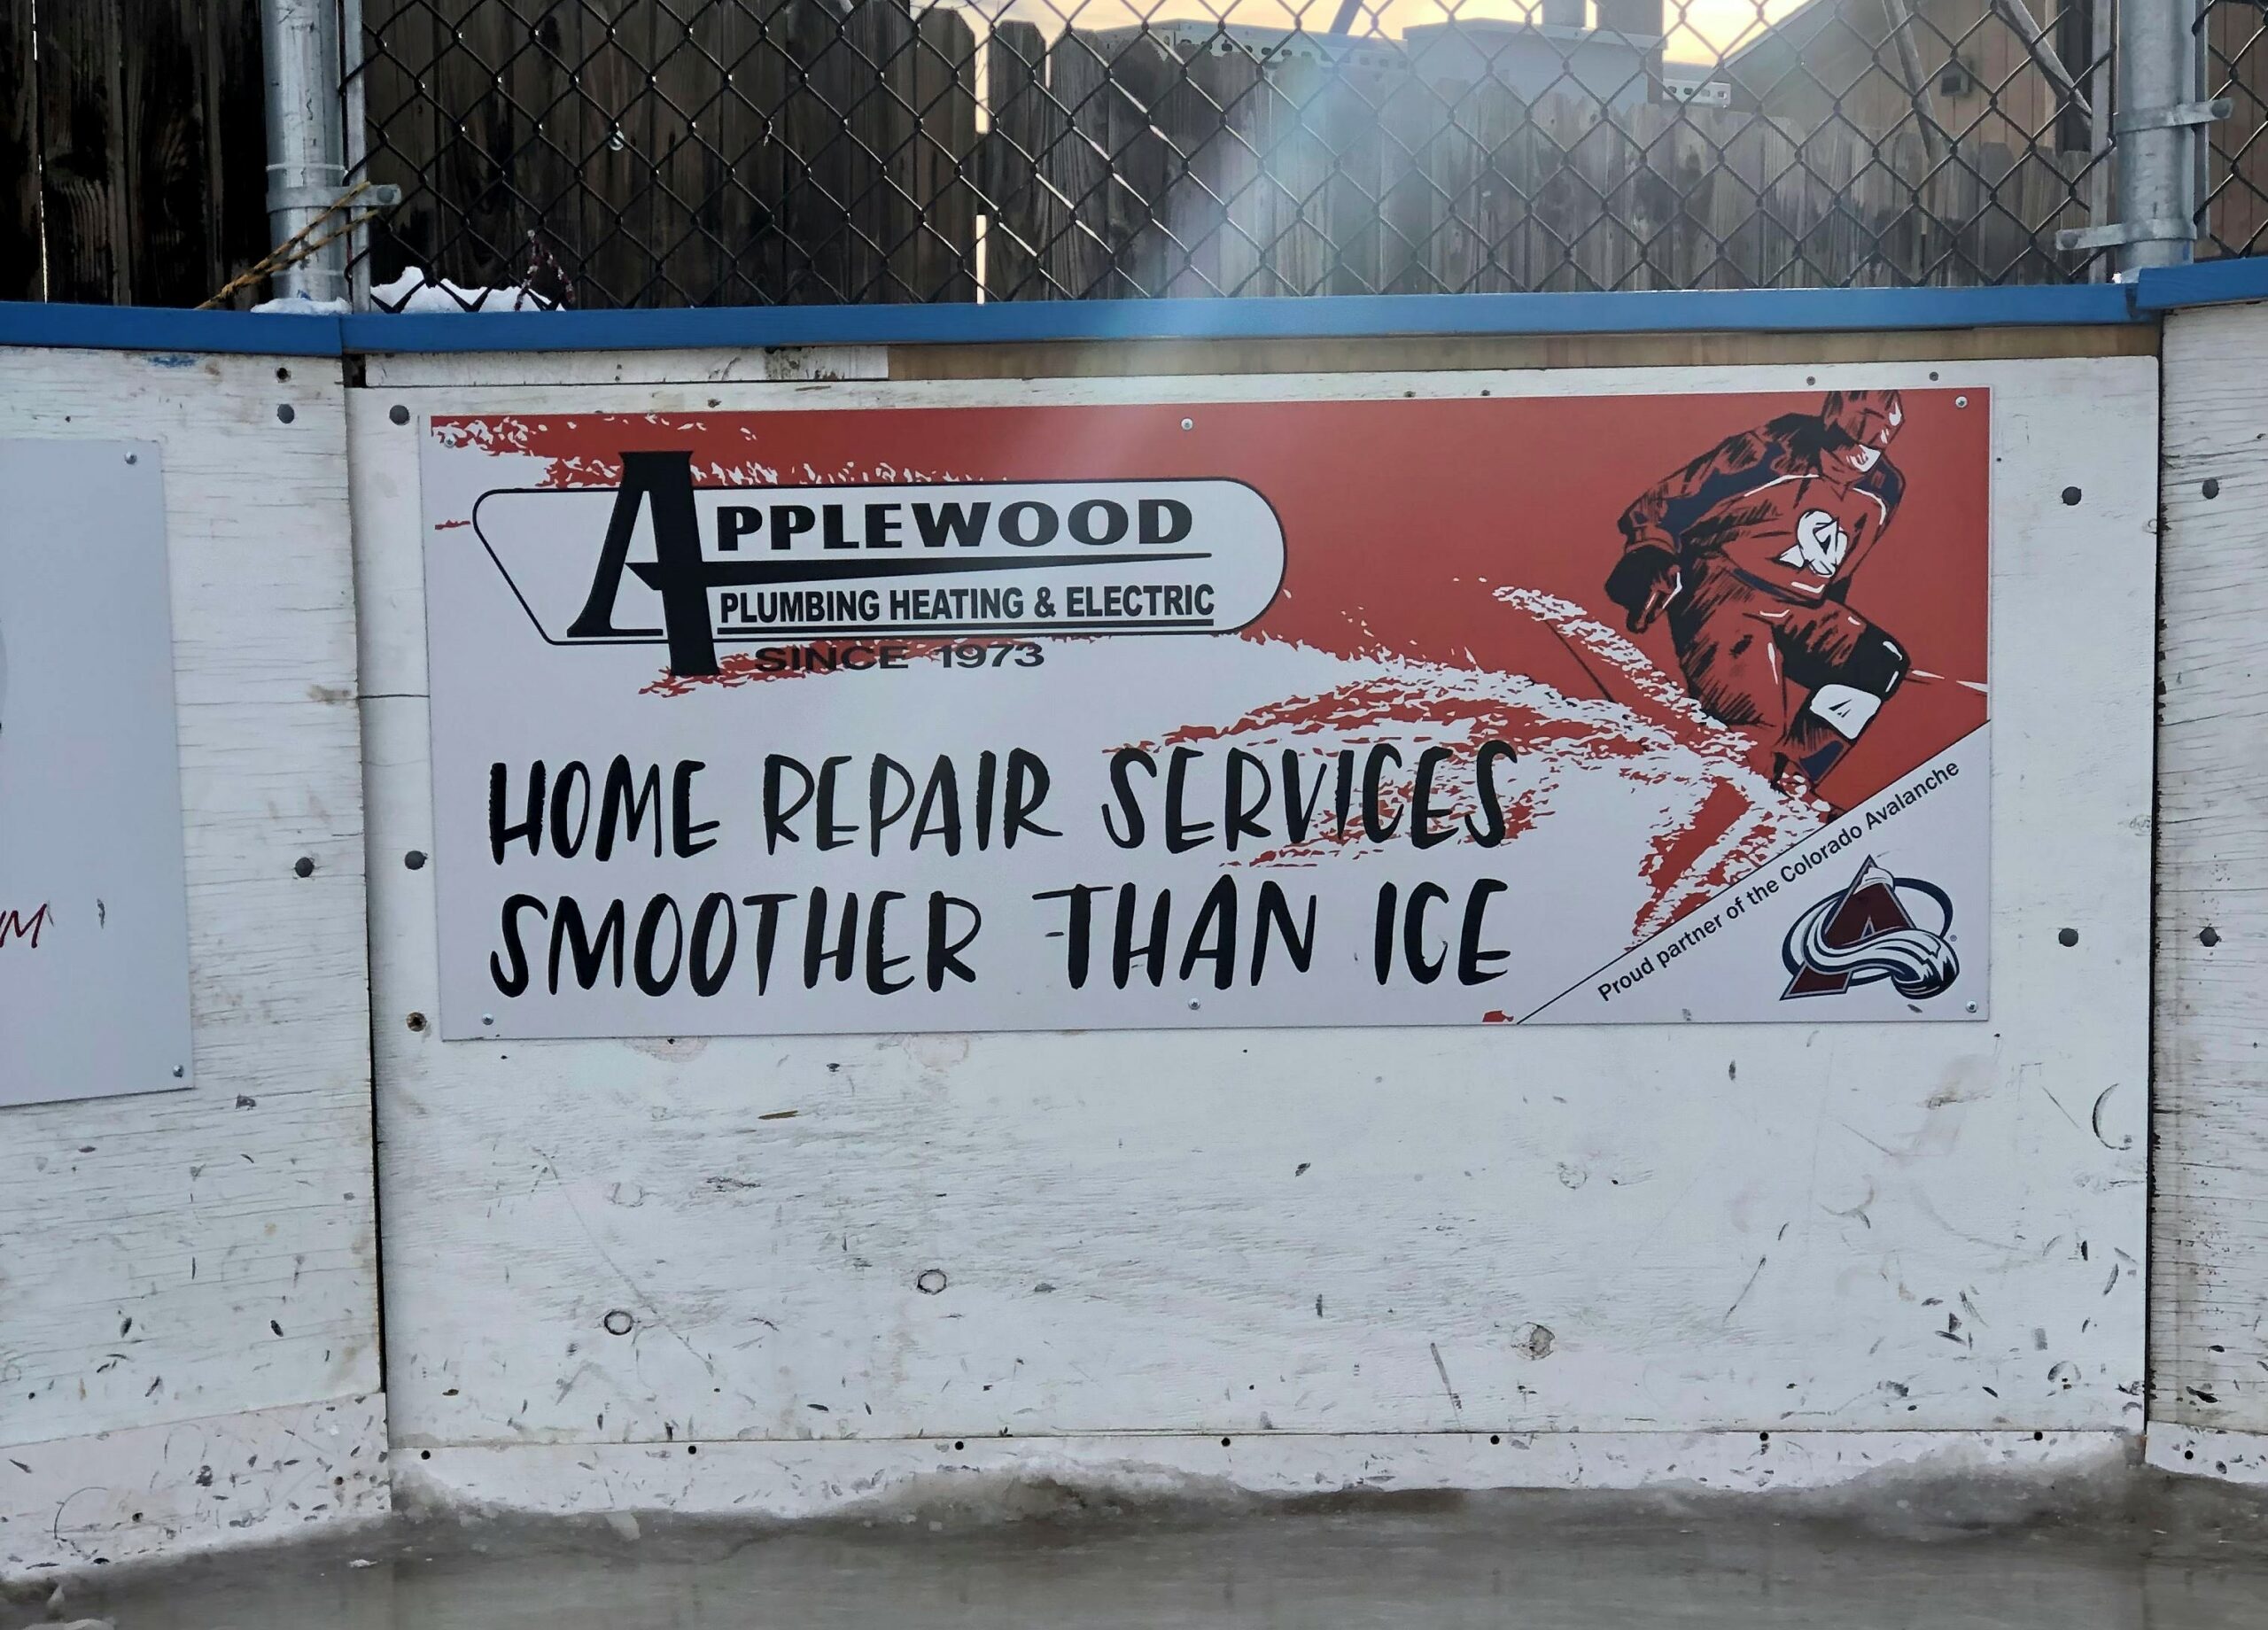 APPLEWOOD
PLUMBING HEATING & ELECTRIC
SINCE 1973
HOME REPAIR SERVICES
SMOOTHER THAN ICE
Proud partner of the Colorado Avalanche